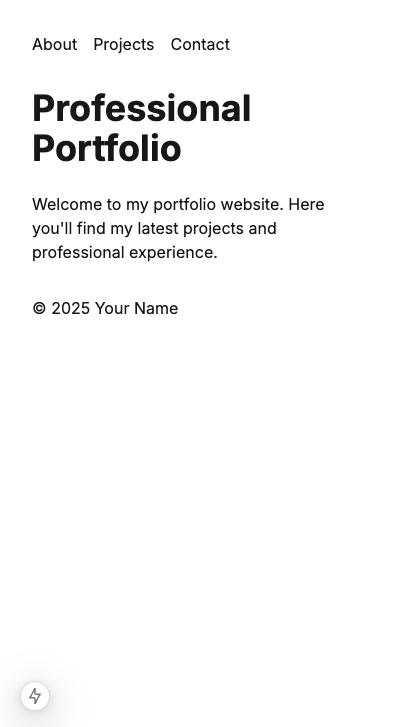 About Projects Contact
Professional
Portfolio
Welcome to my portfolio website. Here
you'll find my latest projects and
professional experience.
© 2025 Your Name